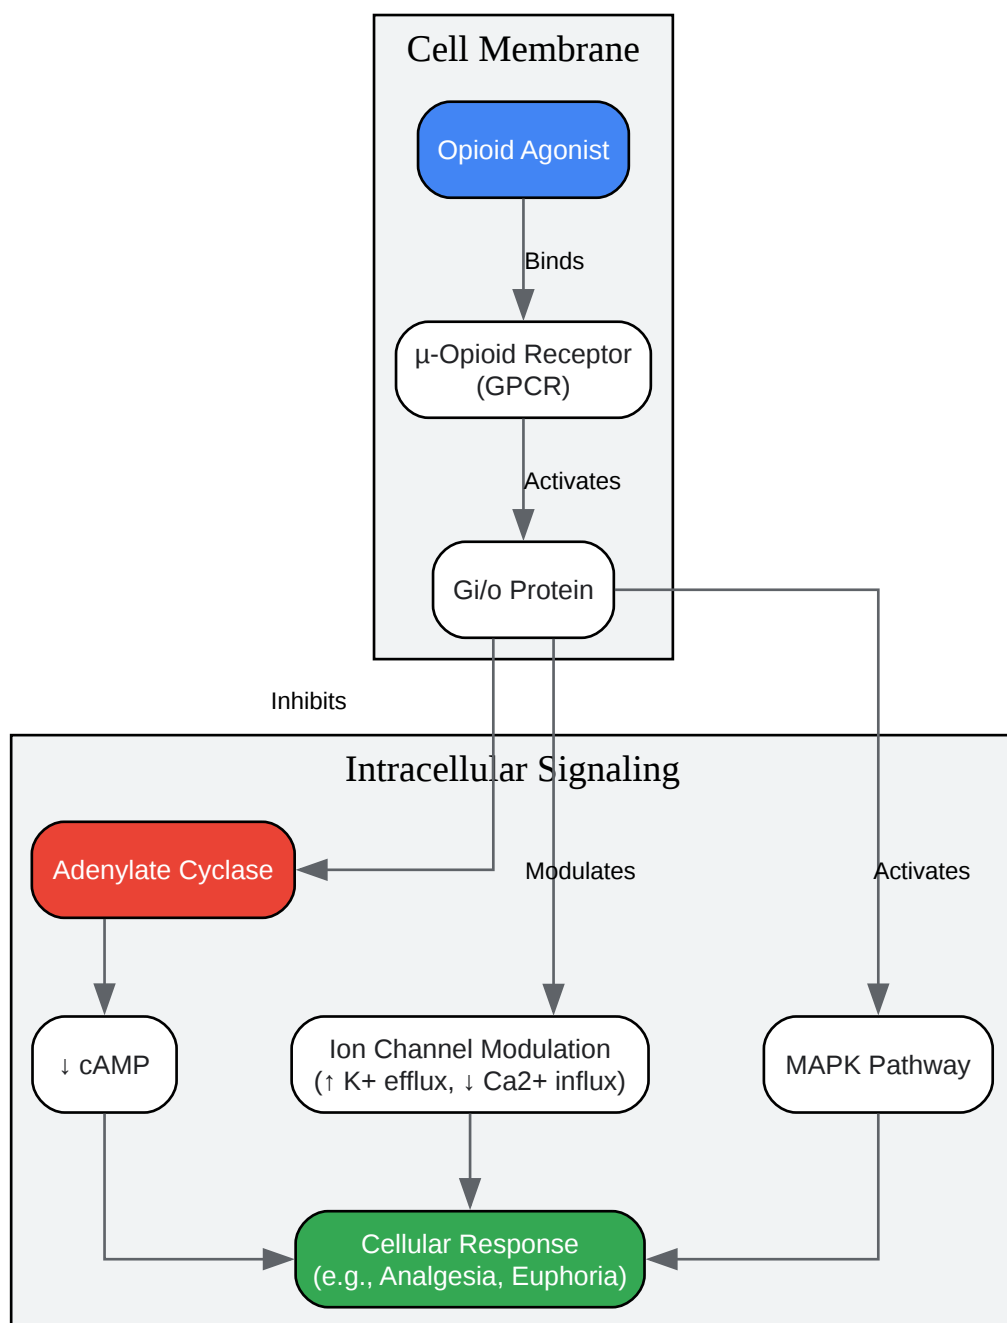 Cell Membrane
Opioid Agonist
Binds
µ-Opioid Receptor
(GPCR)
Activates
Gi/o Protein
Inhibits
Intracellular Signaling
Adenylate Cyclase
Modulates
Activates
↓ cAMP
Ion Channel Modulation
(↑ K+ efflux, ↓ Ca2+ influx)
MAPK Pathway
Cellular Response
(e.g., Analgesia, Euphoria)